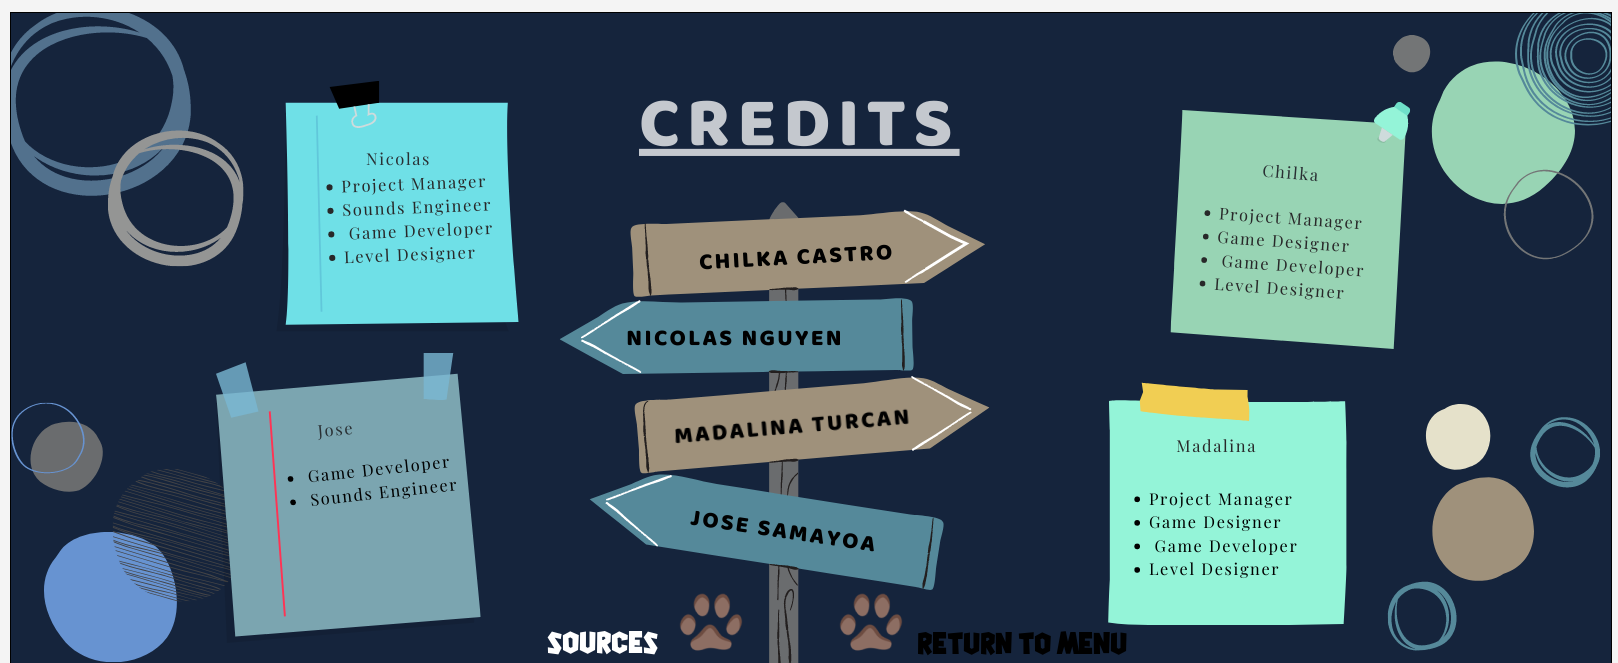 CREDITS
Nicolas
• Project Manager
• Sounds Engineer
• Game Developer
• Level Designer
Chilka
• Project Manager
• Game Designer
• Game Developer
• Level Designer
CHILKA CASTRO
NICOLAS NGUYEN
MADALINA TURCAN
JOSE SAMAYOA
Jose
• Game Developer
• Sounds Engineer
Madalina
• Project Manager
• Game Designer
• Game Developer
• Level Designer
SOURCES
RETURN TO MENU